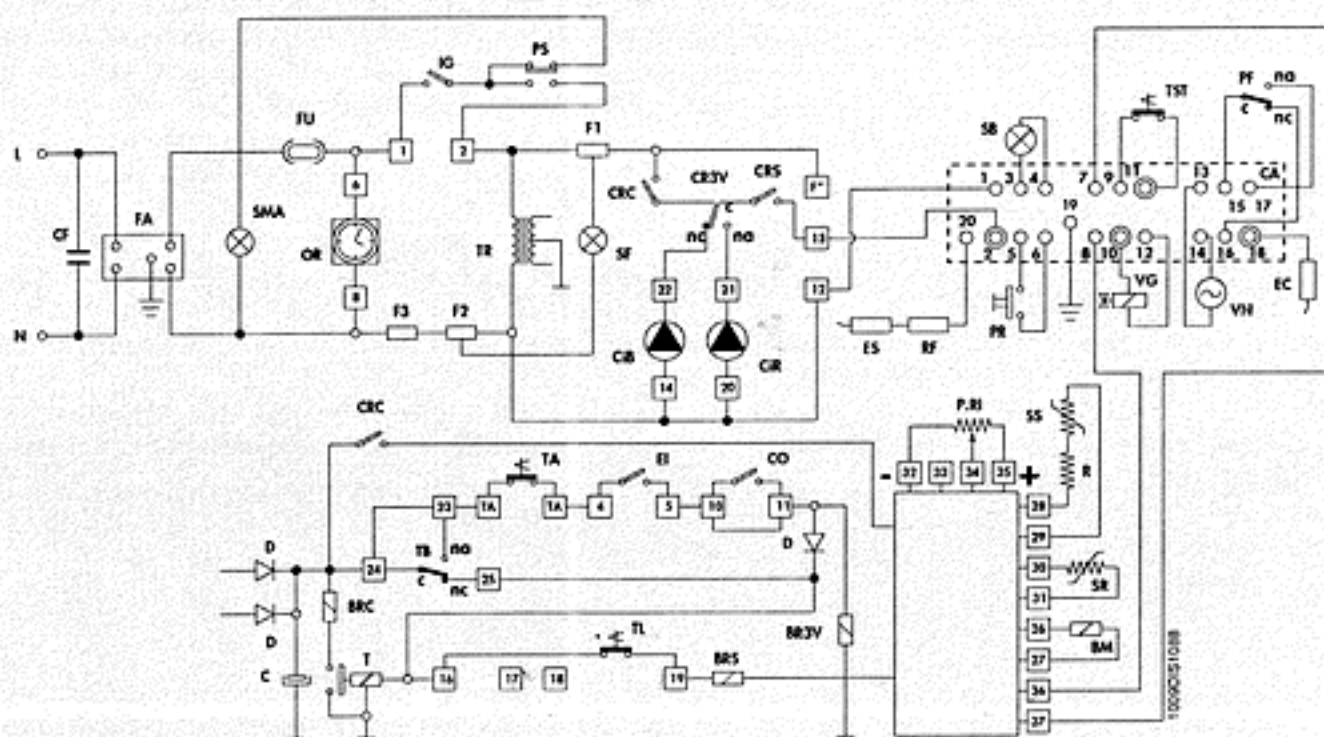 IG
PS
FU
F1
L
1
2
6
CRC
CR3V
CRS
F*
SB
TST
PF
na
c
nc
CF
FA
SMA
OR
TR
SF
c
nc
na
13
12
22
21
CiB
CiR
14
20
8
F3
F2
N
1
3
4
7
9
11
13
15
17
CA
20
2
5
6
19
8
10
12
14
16
18
ES
RF
PR
VG
VN
EC
CRC
TA
EI
CO
P.RI
SS
R
- 32 33 34 35 +
23
TA
TA
4
5
10
11
D
24
TB
na
c
nc
25
D
D
BRC
C
T
16
17
18
TL
19
BRS
BR3V
28
29
30
31
SR
26
27
BM
36
37
1009QIS108B